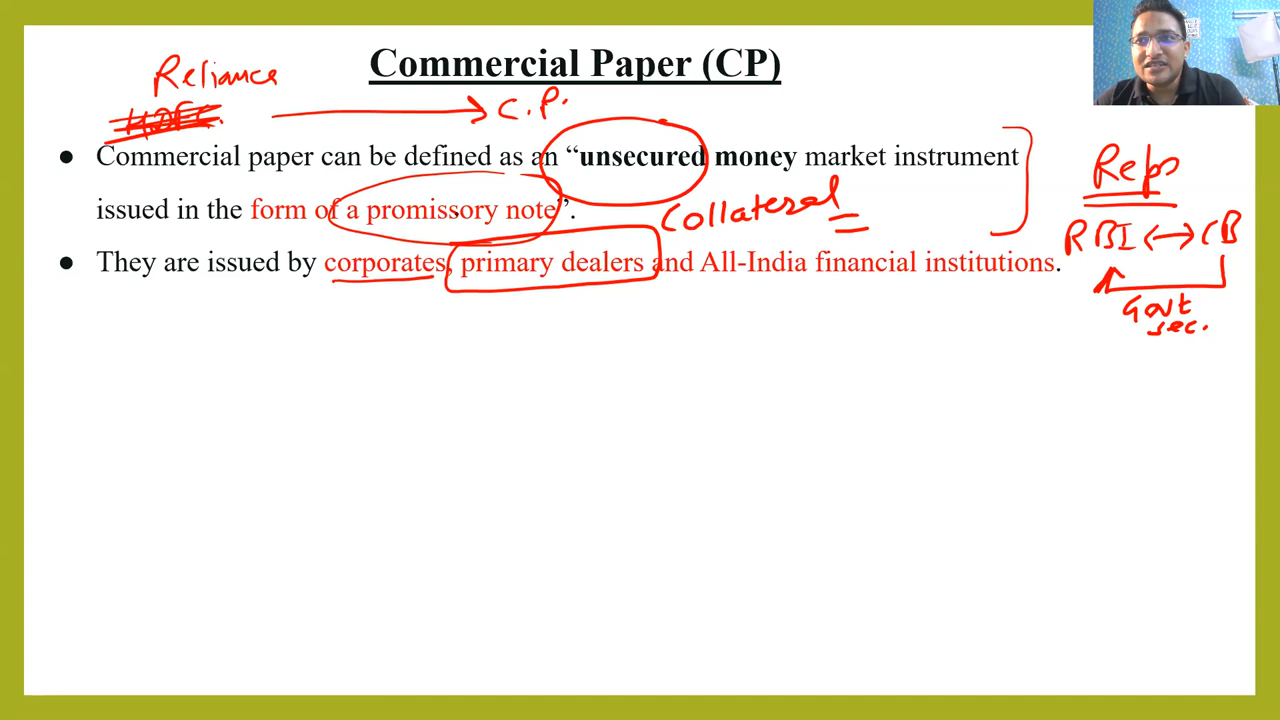 Commercial Paper (CP)
Reliance
HDFC
C.P.
● Commercial paper can be defined as an “unsecured money market instrument
issued in the form of a promissory note”.
Collateral
● They are issued by corporates, primary dealers and All-India financial institutions.
Repo
RBI ↔ CB
Govt
sec.